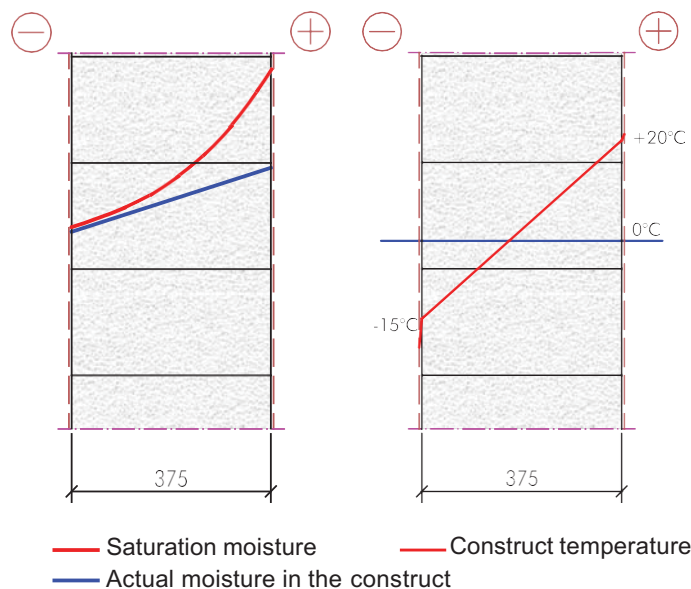 − + − +
+20°C
0°C
-15°C
375 375
Saturation moisture
Construct temperature
Actual moisture in the construct